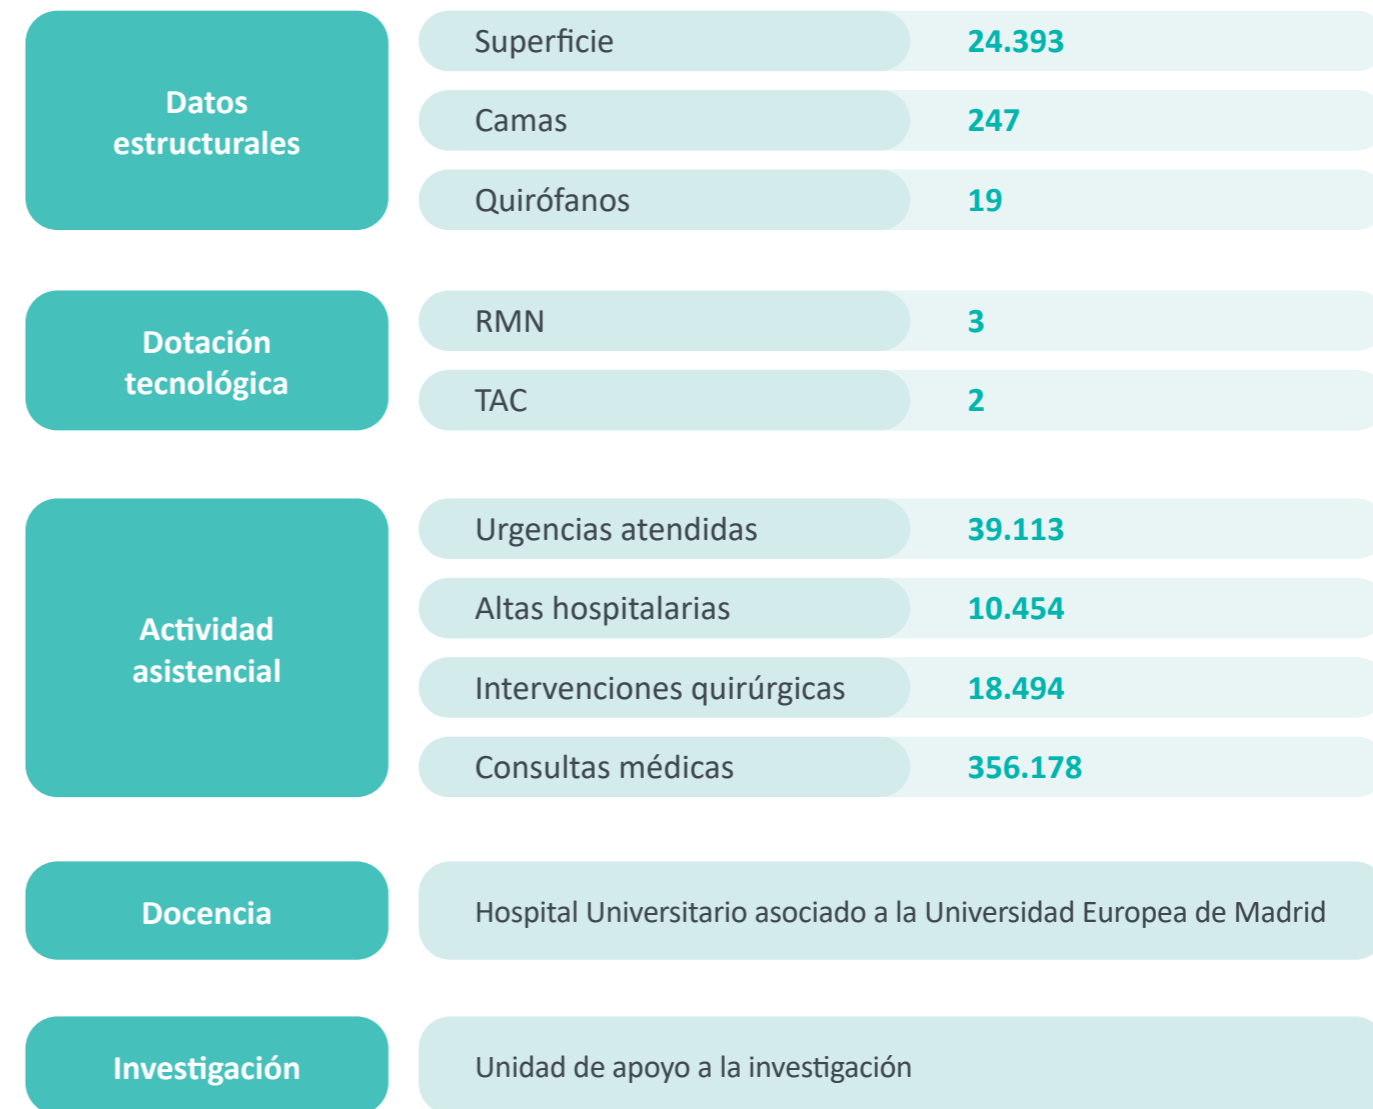 Datos
estructurales
Superficie 24.393
Camas 247
Quirófanos 19
Dotación
tecnológica
RMN 3
TAC 2
Actividad
asistencial
Urgencias atendidas 39.113
Altas hospitalarias 10.454
Intervenciones quirúrgicas 18.494
Consultas médicas 356.178
Docencia
Hospital Universitario asociado a la Universidad Europea de Madrid
Investigación
Unidad de apoyo a la investigación